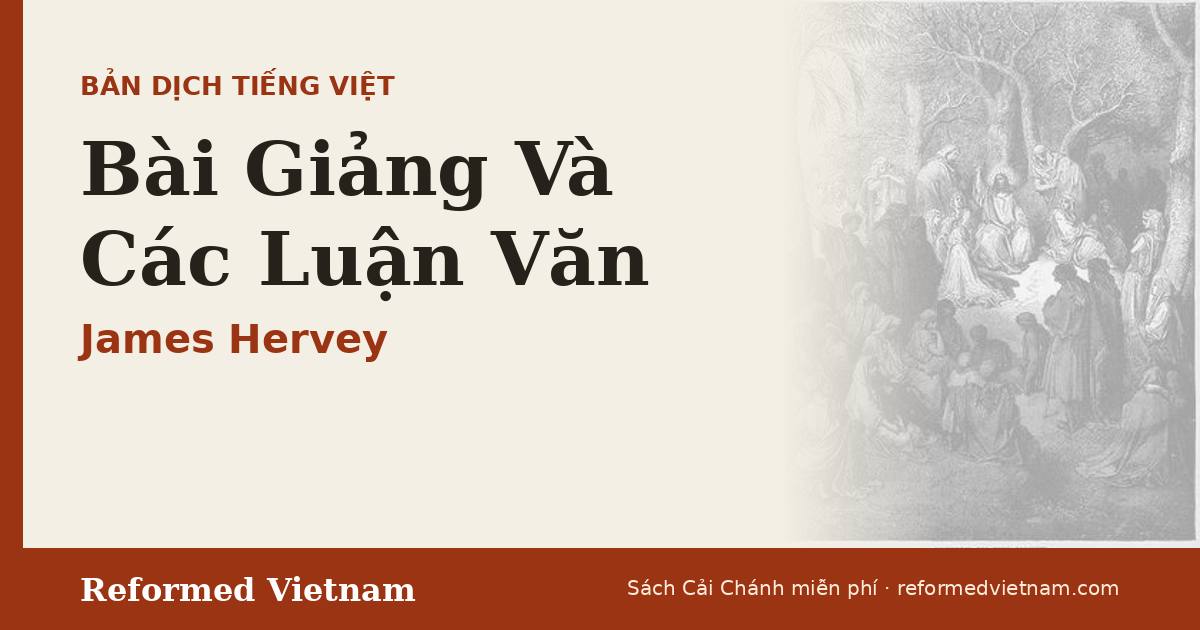 BẢN DỊCH TIẾNG VIỆT
Bài Giảng Và
Các Luận Văn
James Hervey
Reformed Vietnam
Sách Cải Chánh miễn phí · reformedvietnam.com